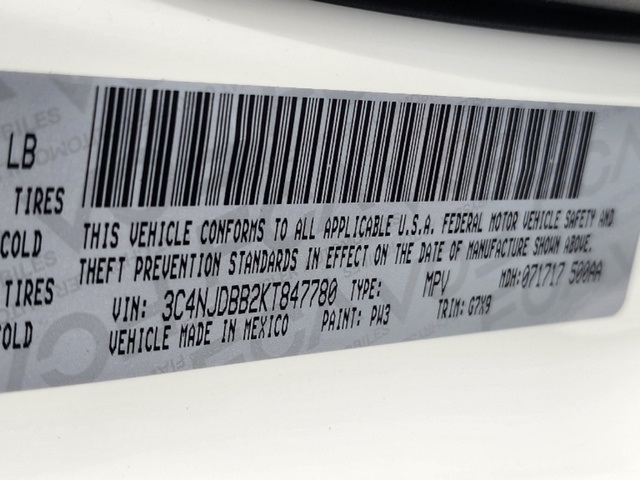 LB
TIRES
COLD
TIRES
COLD
THIS VEHICLE CONFORMS TO ALL APPLICABLE U.S.A. FEDERAL MOTOR VEHICLE SAFETY AND
THEFT PREVENTION STANDARDS IN EFFECT ON THE DATE OF MANUFACTURE SHOWN ABOVE.
VIN: 3C4NJDBB2KT847780 TYPE: MPV MDH: 071717 500AA
VEHICLE MADE IN MEXICO PAINT: PW3 TRIM: G7X9